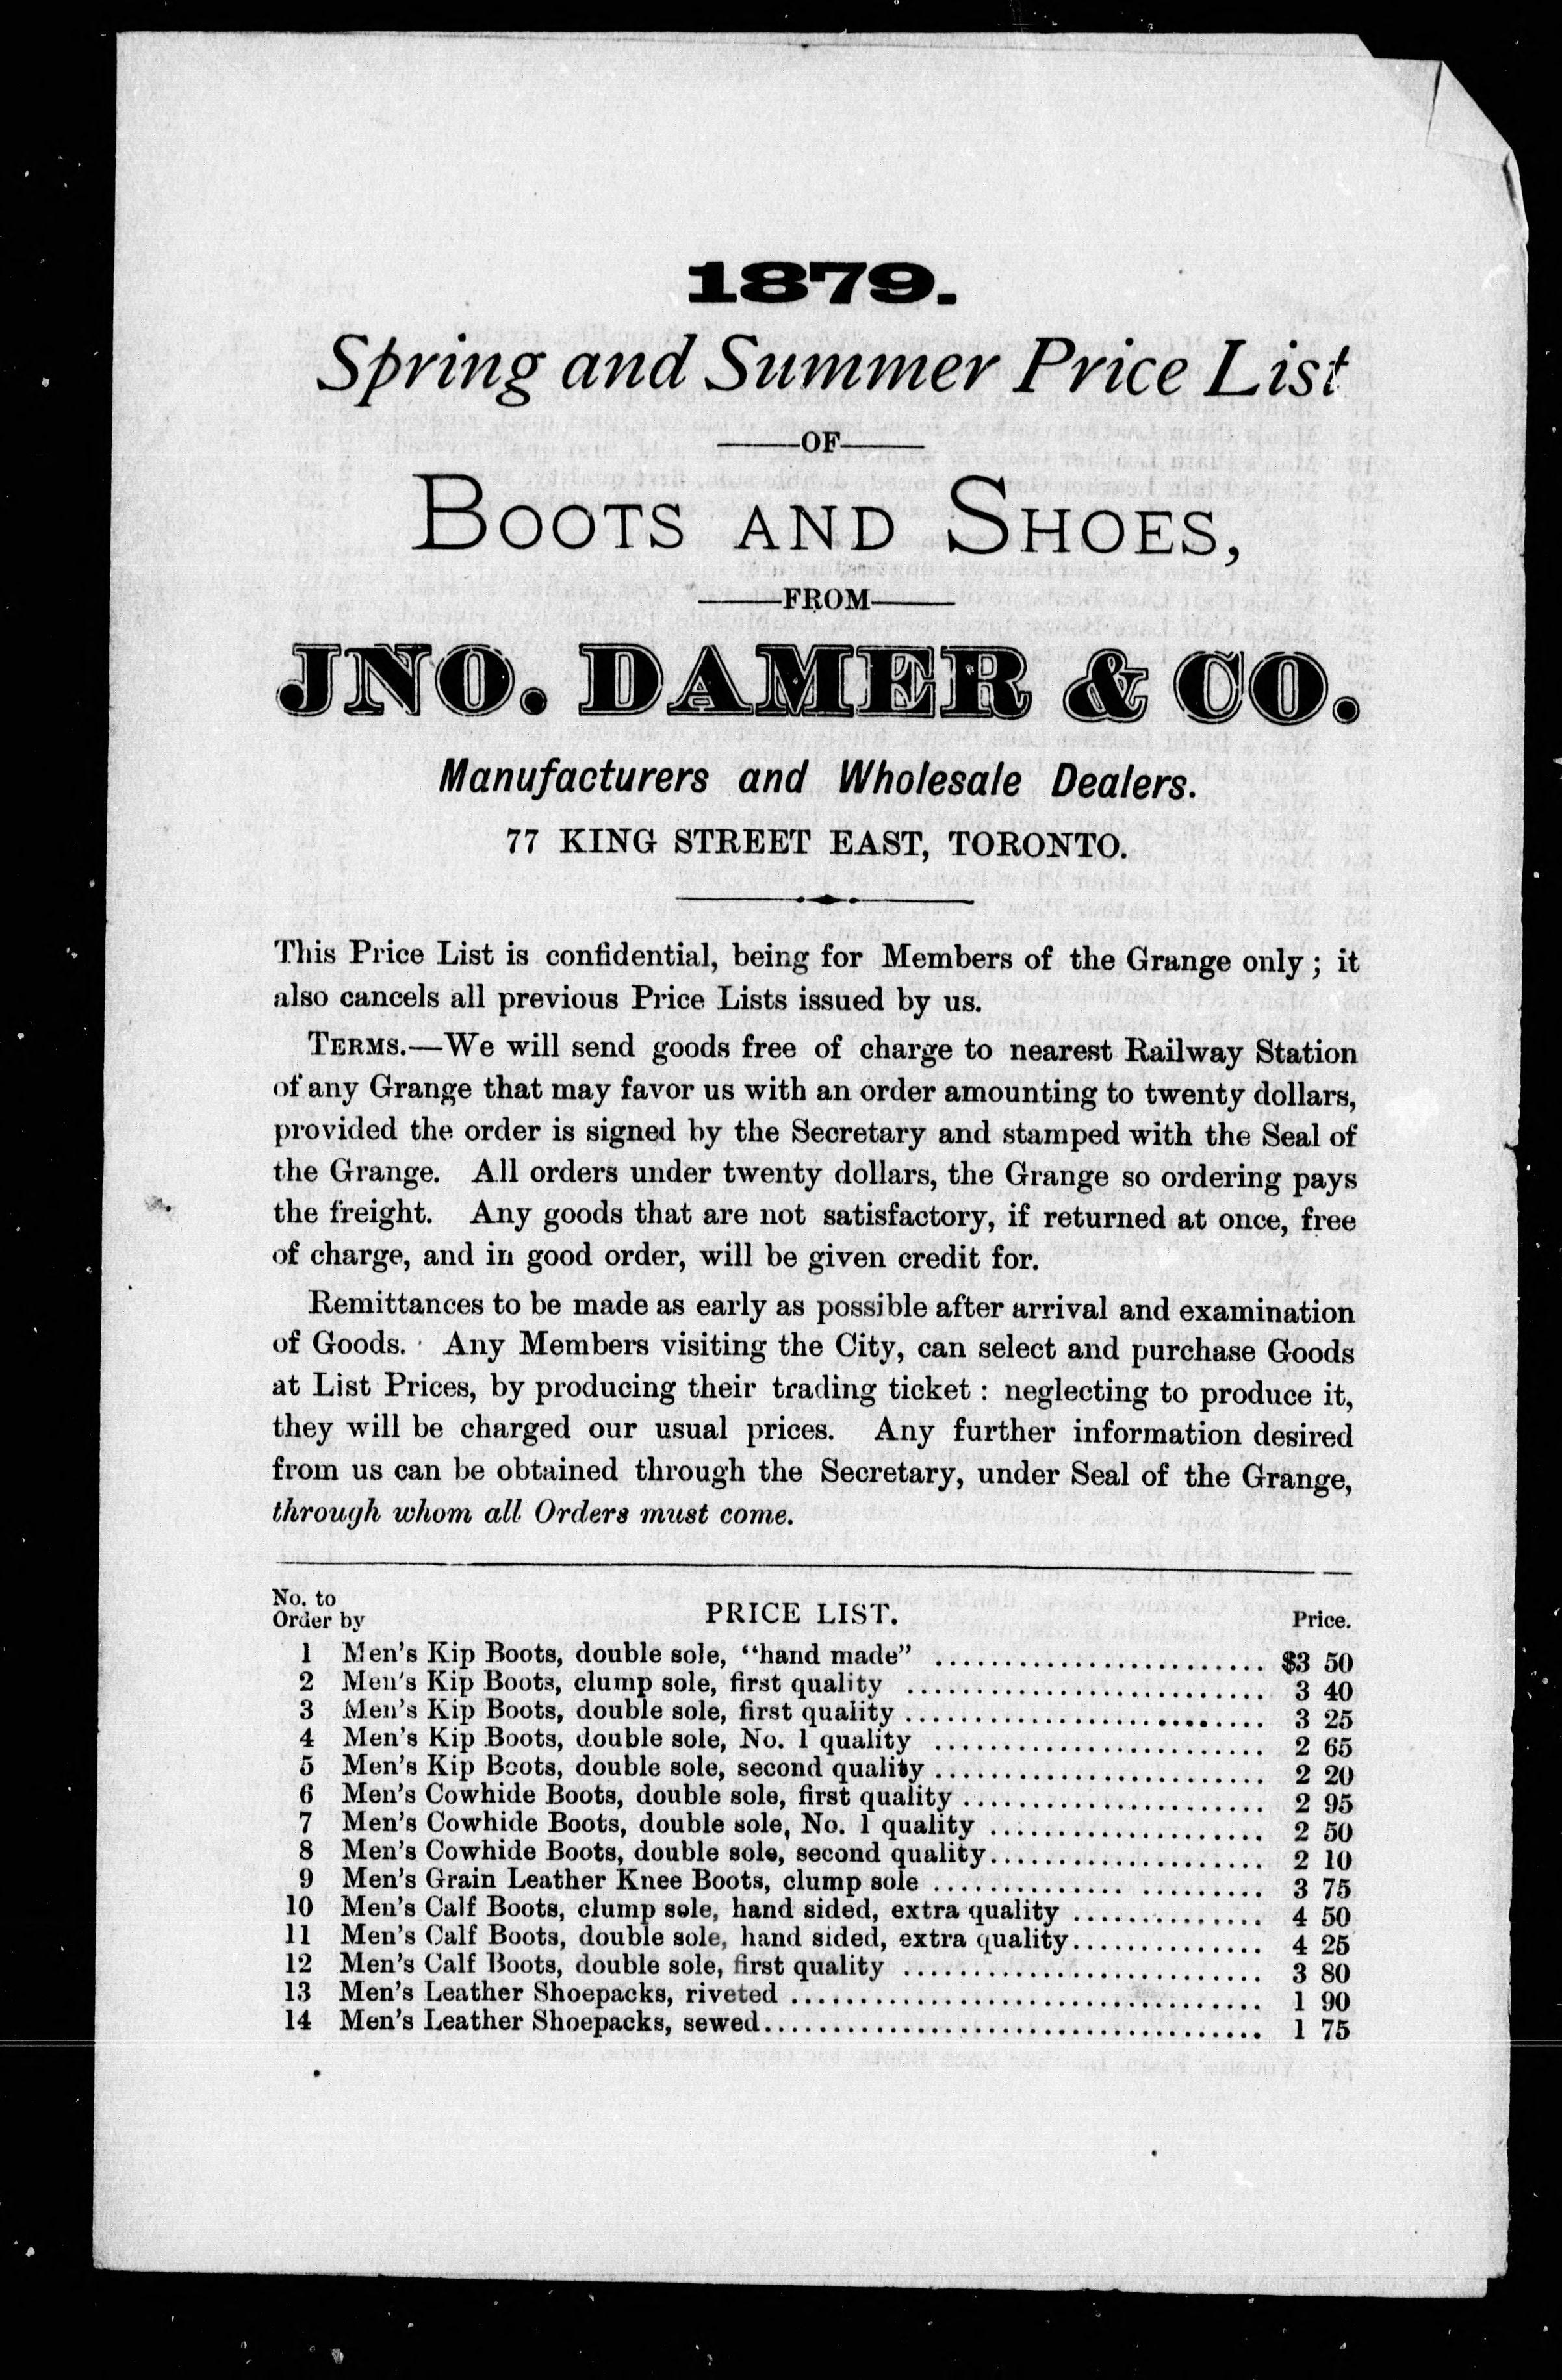 1879.
Spring and Summer Price List
OF
BOOTS AND SHOES,
FROM
JNO. DAMER & CO.
Manufacturers and Wholesale Dealers.
77 KING STREET EAST, TORONTO.
This Price List is confidential, being for Members of the Grange only; it
also cancels all previous Price Lists issued by us.
TERMS.—We will send goods free of charge to nearest Railway Station
of any Grange that may favor us with an order amounting to twenty dollars,
provided the order is signed by the Secretary and stamped with the Seal of
the Grange. All orders under twenty dollars, the Grange so ordering pays
the freight. Any goods that are not satisfactory, if returned at once, free
of charge, and in good order, will be given credit for.
Remittances to be made as early as possible after arrival and examination
of Goods. Any Members visiting the City, can select and purchase Goods
at List Prices, by producing their trading ticket: neglecting to produce it,
they will be charged our usual prices. Any further information desired
from us can be obtained through the Secretary, under Seal of the Grange,
through whom all Orders must come.
No. to
Order by PRICE LIST. Price.
1 Men's Kip Boots, double sole, "hand made" ........................ $3 50
2 Men's Kip Boots, clump sole, first quality ........................ 3 40
3 Men's Kip Boots, double sole, first quality ........................ 3 25
4 Men's Kip Boots, double sole, No. 1 quality ........................ 2 65
5 Men's Kip Boots, double sole, second quality ........................ 2 20
6 Men's Cowhide Boots, double sole, first quality ...................... 2 95
7 Men's Cowhide Boots, double sole, No. 1 quality ..................... 2 50
8 Men's Cowhide Boots, double sole, second quality.................... 2 10
9 Men's Grain Leather Knee Boots, clump sole ........................ 3 75
10 Men's Calf Boots, clump sole, hand sided, extra quality .............. 4 50
11 Men's Calf Boots, double sole, hand sided, extra quality.............. 4 25
12 Men's Calf Boots, double sole, first quality ........................ 3 80
13 Men's Leather Shoepacks, riveted .................................. 1 90
14 Men's Leather Shoepacks, sewed.................................... 1 75